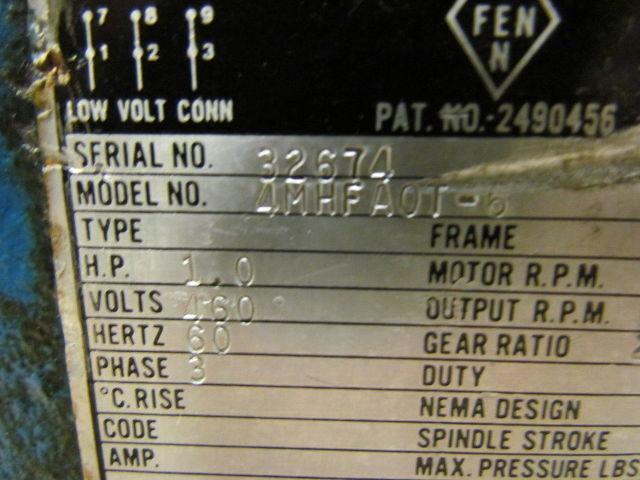 7 8 9
1 2 3
LOW VOLT CONN
FEN
N
PAT. NO.-2490456
SERIAL NO. 32674
MODEL NO. 4MHFAOT-5
TYPE FRAME
H.P. 1.0 MOTOR R.P.M.
VOLTS 460 OUTPUT R.P.M.
HERTZ 60 GEAR RATIO
PHASE 3 DUTY
°C. RISE NEMA DESIGN
CODE SPINDLE STROKE
AMP. MAX. PRESSURE LBS